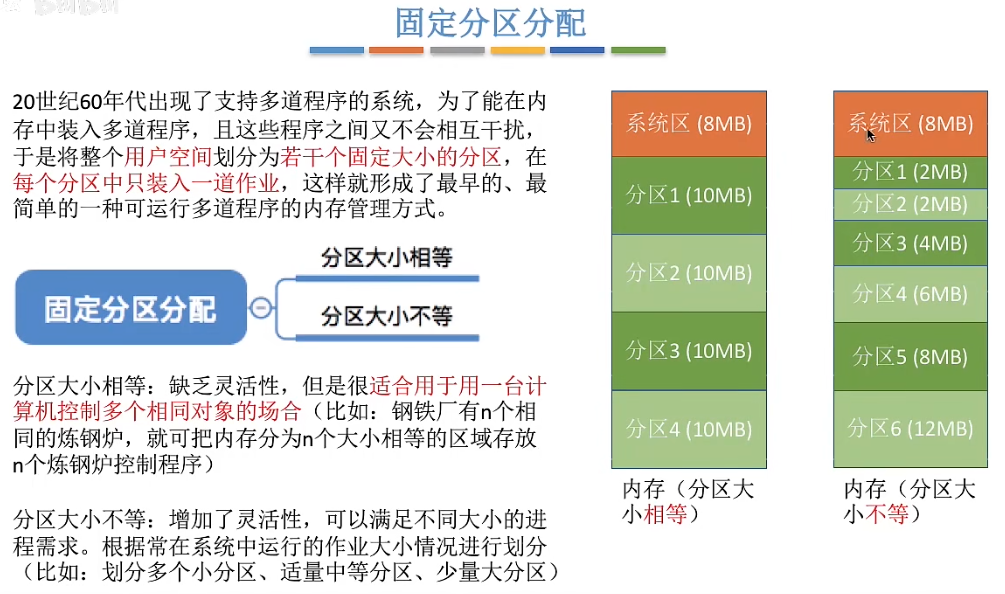 固定分区分配
20世纪60年代出现了支持多道程序的系统，为了能在内
存中装入多道程序，且这些程序之间又不会相互干扰，
于是将整个用户空间划分为若干个固定大小的分区，在
每个分区中只装入一道作业，这样就形成了最早的、最
简单的一种可运行多道程序的内存管理方式。
固定分区分配
分区大小相等
分区大小不等
分区大小相等：缺乏灵活性，但是很适合用于用一台计
算机控制多个相同对象的场合（比如：钢铁厂有n个相
同的炼钢炉，就可把内存分为n个大小相等的区域存放
n个炼钢炉控制程序）
分区大小不等：增加了灵活性，可以满足不同大小的进
程需求。根据常在系统中运行的作业大小情况进行划分
（比如：划分多个小分区、适量中等分区、少量大分区）
系统区 (8MB)
分区1 (10MB)
分区2 (10MB)
分区3 (10MB)
分区4 (10MB)
内存（分区大
小相等）
系统区 (8MB)
分区1 (2MB)
分区2 (2MB)
分区3 (4MB)
分区4 (6MB)
分区5 (8MB)
分区6 (12MB)
内存（分区大
小不等）